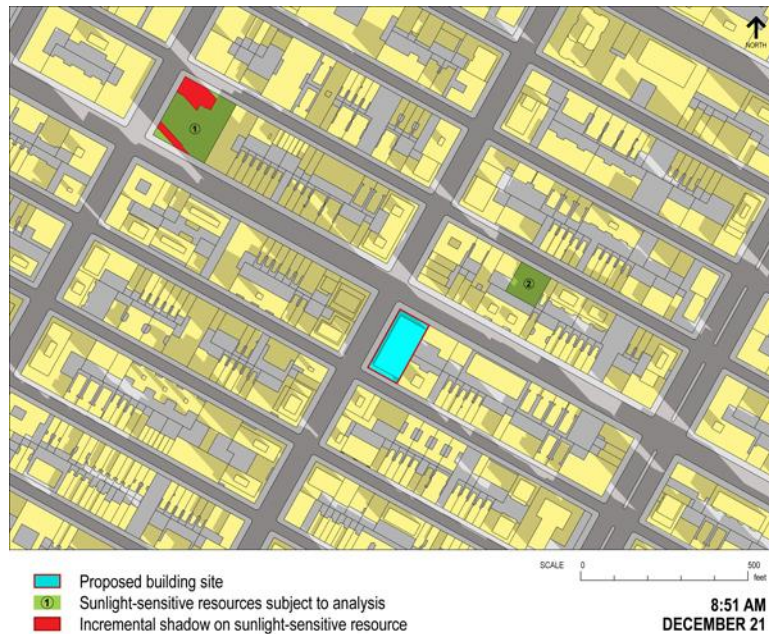 NORTH
①
②
SCALE 0 500
feet
Proposed building site
① Sunlight-sensitive resources subject to analysis
Incremental shadow on sunlight-sensitive resource
8:51 AM
DECEMBER 21